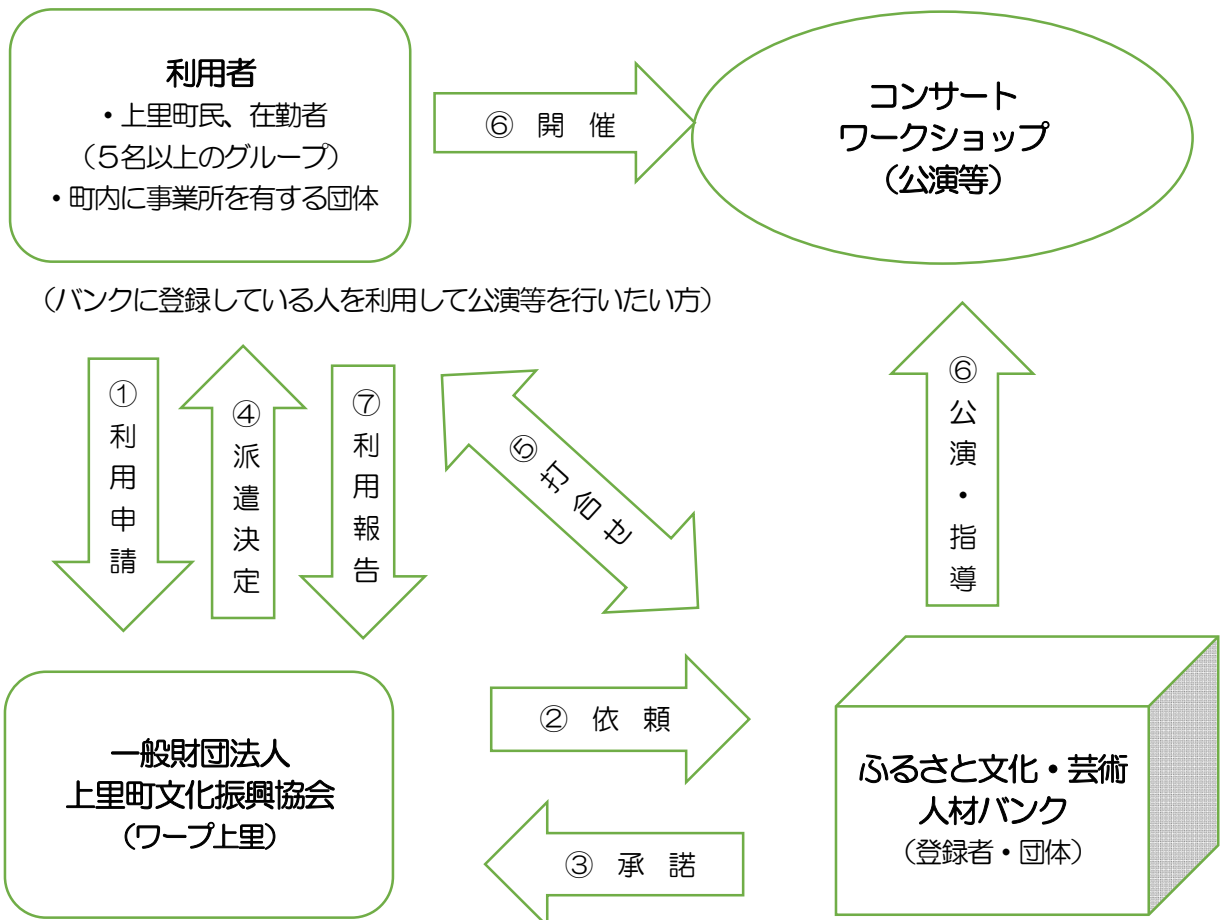 利用者
・上里町民、在勤者
（５名以上のグループ）
・町内に事業所を有する団体
⑥ 開 催
コンサート
ワークショップ
（公演等）
（バンクに登録している人を利用して公演等を行いたい方）
①利用申請
④派遣決定
⑦利用報告
⑤打合せ
⑥公演・指導
一般財団法人
上里町文化振興協会
（ワープ上里）
② 依 頼
③ 承 諾
ふるさと文化・芸術
人材バンク
（登録者・団体）